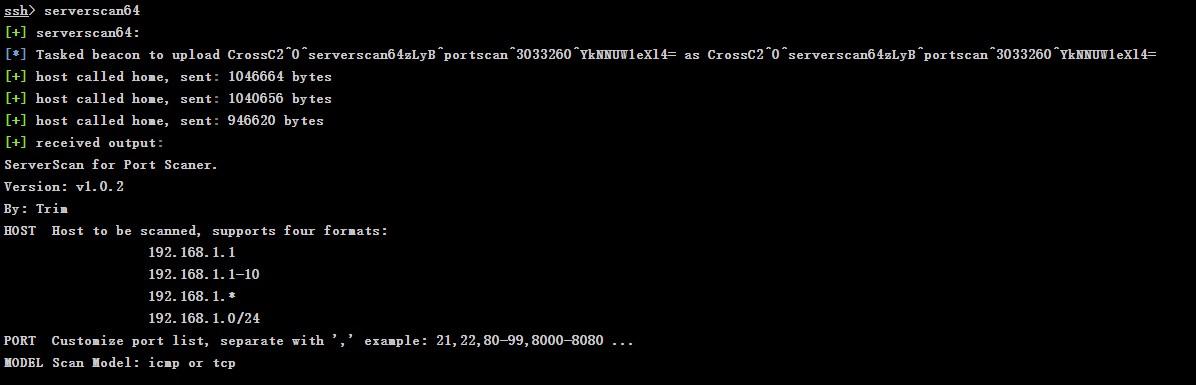 ssh> serverscan64
[+] serverscan64:
[*] Tasked beacon to upload CrossC2^0^serverscan64zLyB^portscan^3033260^YkNNUW1eXl4= as CrossC2^0^serverscan64zLyB^portscan^3033260^YkNNUW1eXl4=
[+] host called home, sent: 1046664 bytes
[+] host called home, sent: 1040656 bytes
[+] host called home, sent: 946620 bytes
[+] received output:
ServerScan for Port Scaner.
Version: v1.0.2
By: Trim
HOST  Host to be scanned, supports four formats:
192.168.1.1
192.168.1.1-10
192.168.1.*
192.168.1.0/24
PORT  Customize port list, separate with ',' example: 21,22,80-99,8000-8080 ...
MODEL Scan Model: icmp or tcp